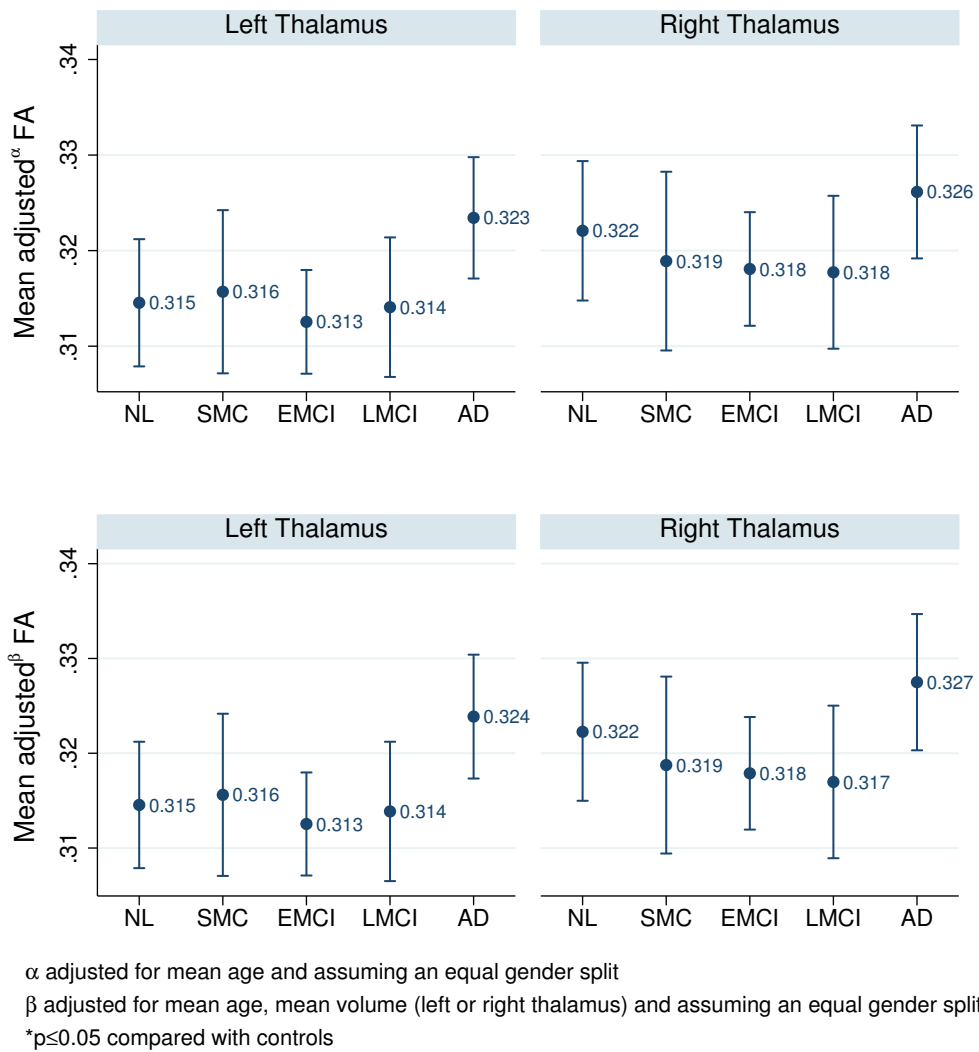 Left Thalamus Right Thalamus
Mean adjustedα FA
.34
.33
.32
.31
0.315 0.316 0.313 0.314 0.323
0.322 0.319 0.318 0.318 0.326
NL SMC EMCI LMCI AD NL SMC EMCI LMCI AD
Left Thalamus Right Thalamus
Mean adjustedβ FA
.34
.33
.32
.31
0.315 0.316 0.313 0.314 0.324
0.322 0.319 0.318 0.317 0.327
NL SMC EMCI LMCI AD NL SMC EMCI LMCI AD
α adjusted for mean age and assuming an equal gender split
β adjusted for mean age, mean volume (left or right thalamus) and assuming an equal gender split
*p≤0.05 compared with controls